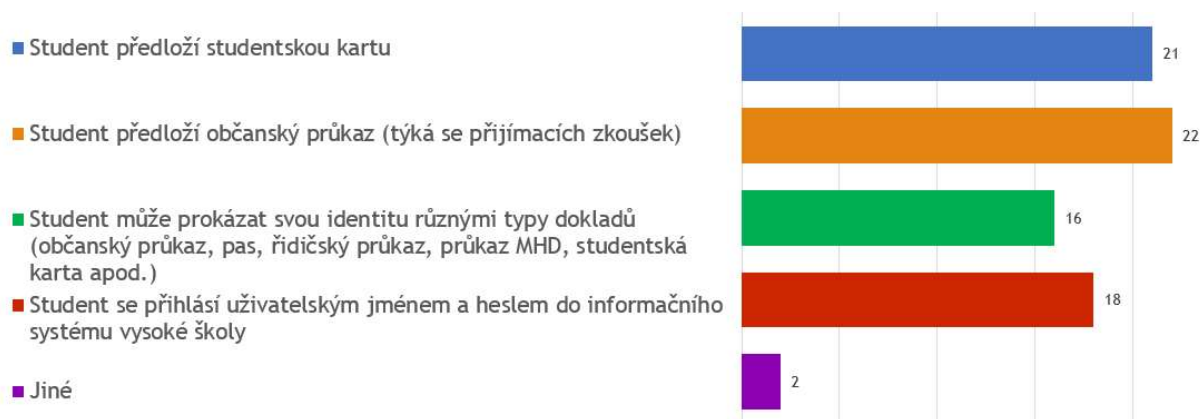 Student předloží studentskou kartu
21
Student předloží občanský průkaz (týká se přijímacích zkoušek)
22
Student může prokázat svou identitu různými typy dokladů
(občanský průkaz, pas, řidičský průkaz, průkaz MHD, studentská
karta apod.)
16
Student se přihlásí uživatelským jménem a heslem do informačního
systému vysoké školy
18
Jiné
2